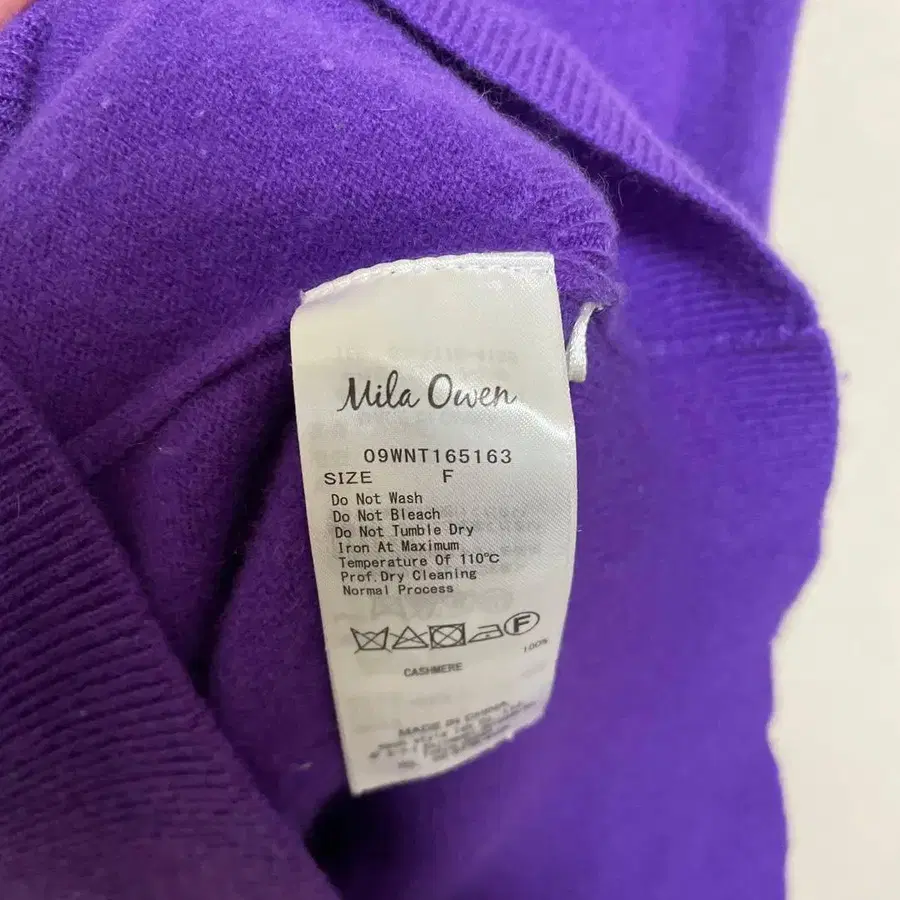 Mila Owen
09WNT165163
SIZE F
Do Not Wash
Do Not Bleach
Do Not Tumble Dry
Iron At Maximum
Temperature Of 110℃
Prof.Dry Cleaning
Normal Process
F
100%
CASHMERE
MADE IN CHINA